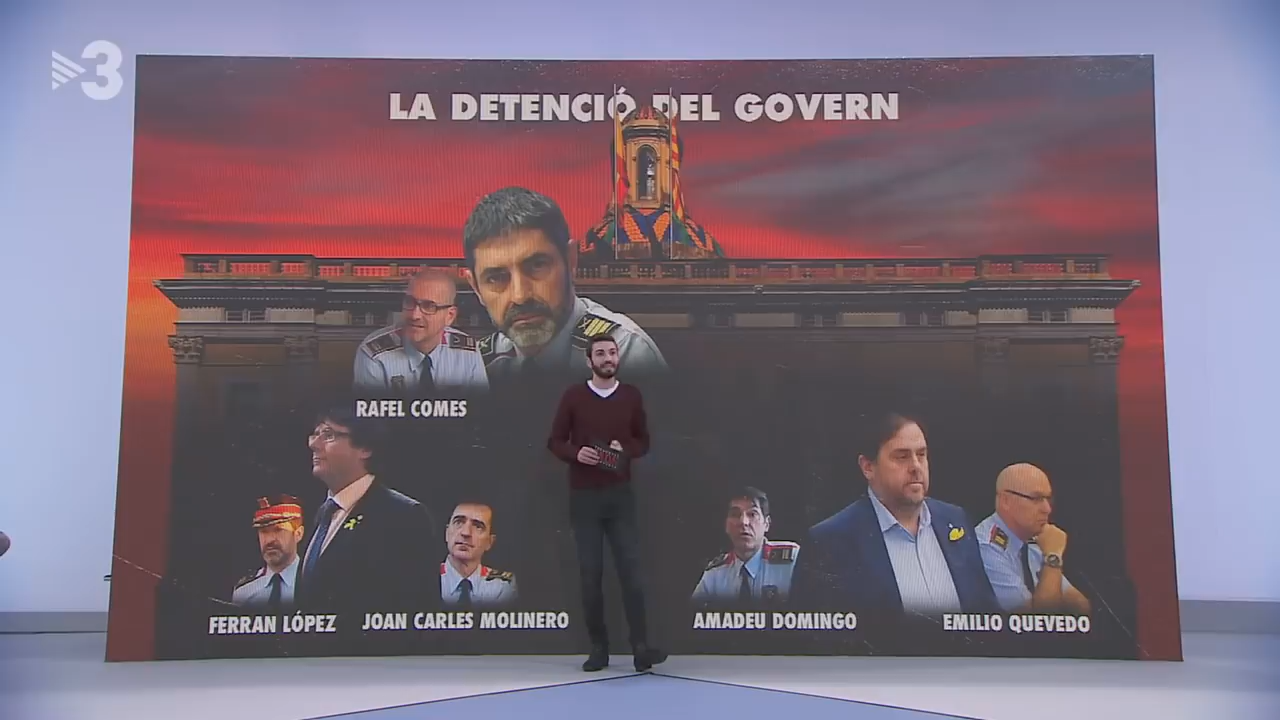 3
LA DETENCIÓ DEL GOVERN
RAFEL COMES
FERRAN LÓPEZ
JOAN CARLES MOLINERO
AMADEU DOMINGO
EMILIO QUEVEDO